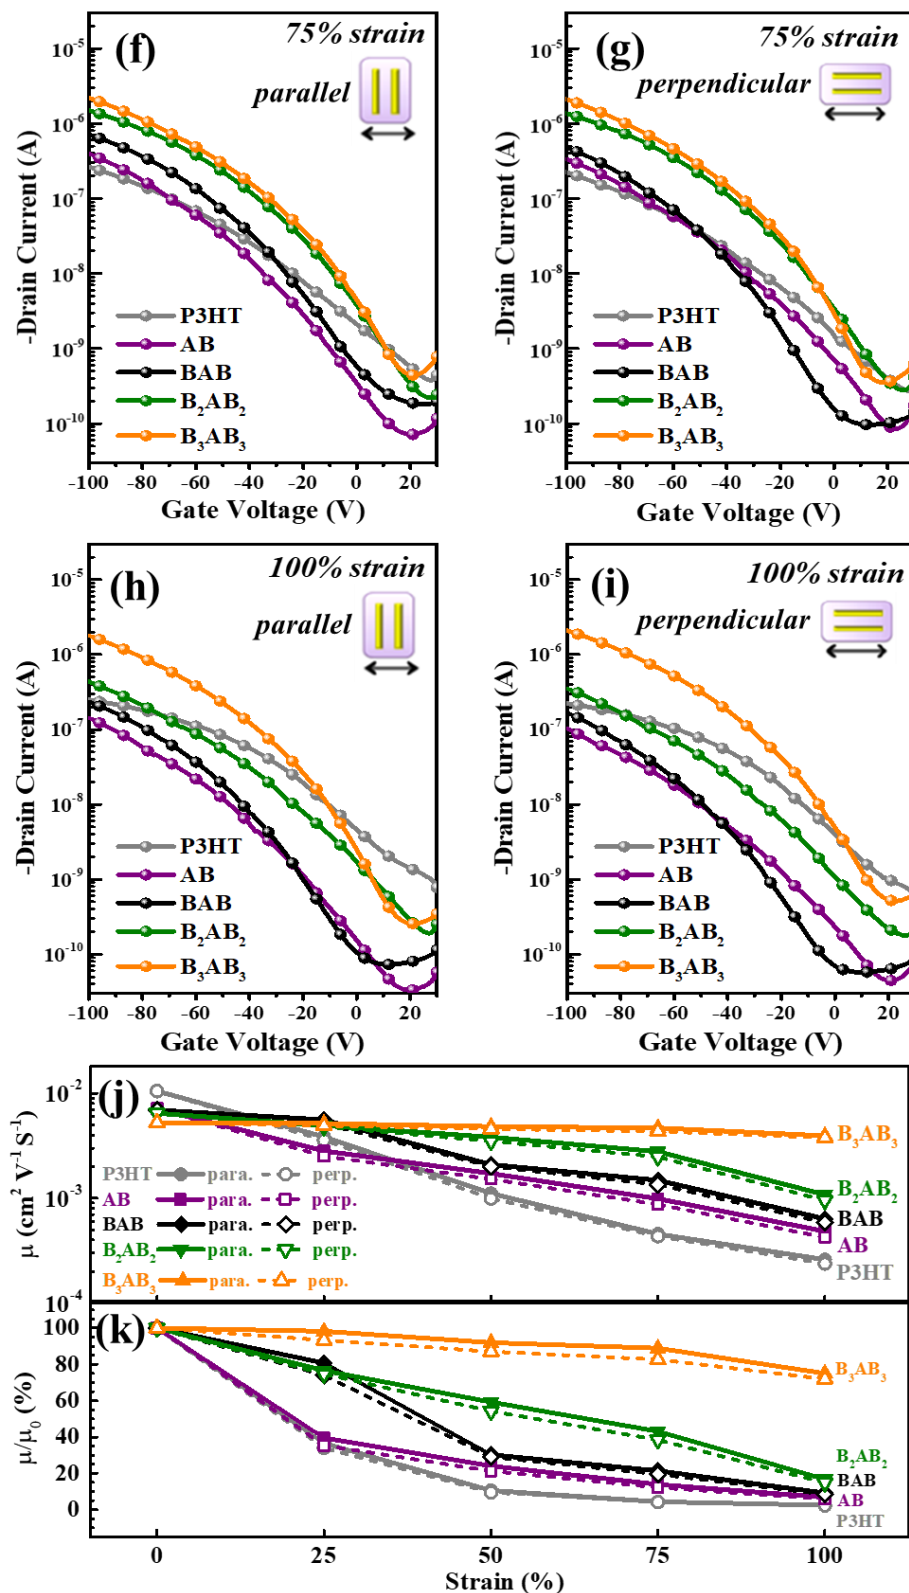 (f)
75% strain
parallel
10⁻⁵
10⁻⁶
10⁻⁷
10⁻⁸
10⁻⁹
10⁻¹⁰
-Drain Current (A)
P3HT
AB
BAB
B₂AB₂
B₃AB₃
-100 -80 -60 -40 -20 0 20
Gate Voltage (V)
(g)
75% strain
perpendicular
10⁻⁵
10⁻⁶
10⁻⁷
10⁻⁸
10⁻⁹
10⁻¹⁰
-Drain Current (A)
P3HT
AB
BAB
B₂AB₂
B₃AB₃
-100 -80 -60 -40 -20 0 20
Gate Voltage (V)
(h)
100% strain
parallel
10⁻⁵
10⁻⁶
10⁻⁷
10⁻⁸
10⁻⁹
10⁻¹⁰
-Drain Current (A)
P3HT
AB
BAB
B₂AB₂
B₃AB₃
-100 -80 -60 -40 -20 0 20
Gate Voltage (V)
(i)
100% strain
perpendicular
10⁻⁵
10⁻⁶
10⁻⁷
10⁻⁸
10⁻⁹
10⁻¹⁰
-Drain Current (A)
P3HT
AB
BAB
B₂AB₂
B₃AB₃
-100 -80 -60 -40 -20 0 20
Gate Voltage (V)
(j)
10⁻²
10⁻³
10⁻⁴
μ (cm² V⁻¹ S⁻¹)
P3HT para. perp.
AB para. perp.
BAB para. perp.
B₂AB₂ para. perp.
B₃AB₃ para. perp.
B₃AB₃
B₂AB₂
BAB
AB
P3HT
(k)
100
80
60
40
20
0
μ/μ₀ (%)
B₃AB₃
B₂AB₂
BAB
AB
P3HT
0 25 50 75 100
Strain (%)